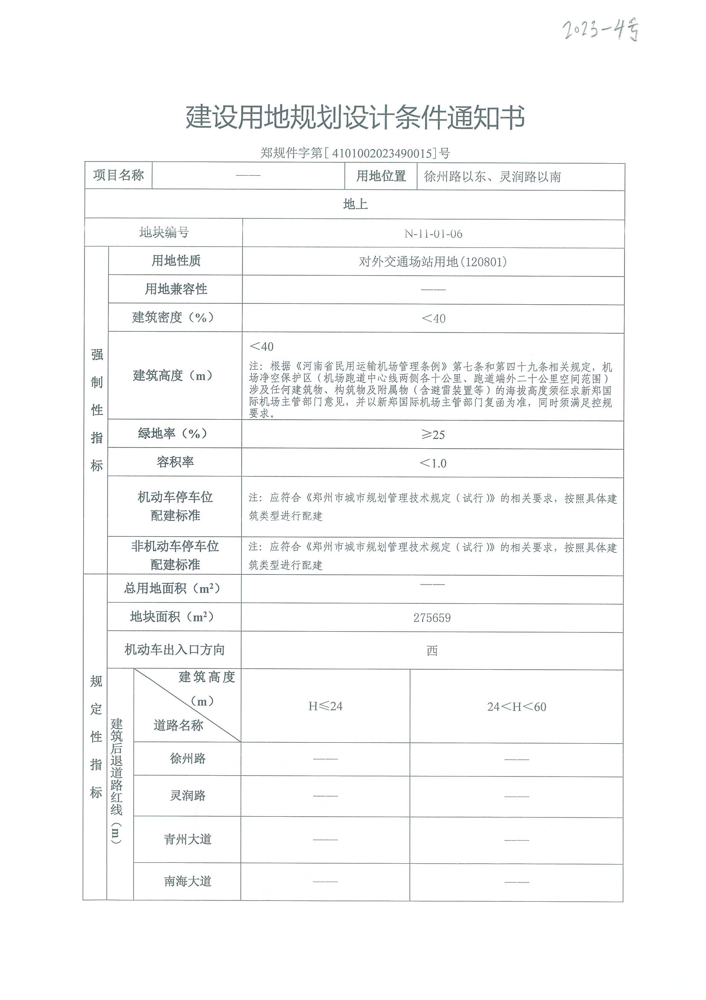 2023-4号
建设用地规划设计条件通知书
郑规件字第[4101002023490015]号
项目名称 —— 用地位置 徐州路以东、灵润路以南
地上
地块编号 N-11-01-06
强制性指标
用地性质 对外交通场站用地(120801)
用地兼容性 ——
建筑密度（%） ＜40
建筑高度（m）
＜40
注：根据《河南省民用运输机场管理条例》第七条和第四十九条相关规定，机
场净空保护区（机场跑道中心线两侧各十公里、跑道端外二十公里空间范围）
涉及任何建筑物、构筑物及附属物（含避雷装置等）的海拔高度须征求新郑国
际机场主管部门意见，并以新郑国际机场主管部门复函为准，同时须满足控规
要求。
绿地率（%） ≥25
容积率 ＜1.0
机动车停车位
配建标准
注：应符合《郑州市城市规划管理技术规定（试行）》的相关要求，按照具体建
筑类型进行配建
非机动车停车位
配建标准
注：应符合《郑州市城市规划管理技术规定（试行）》的相关要求，按照具体建
筑类型进行配建
规定性指标
总用地面积（m²） ——
地块面积（m²） 275659
机动车出入口方向 西
建筑后退道路红线（m）
建筑高度
（m）
道路名称
H≤24 24＜H＜60
徐州路 —— ——
灵润路 —— ——
青州大道 —— ——
南海大道 —— ——